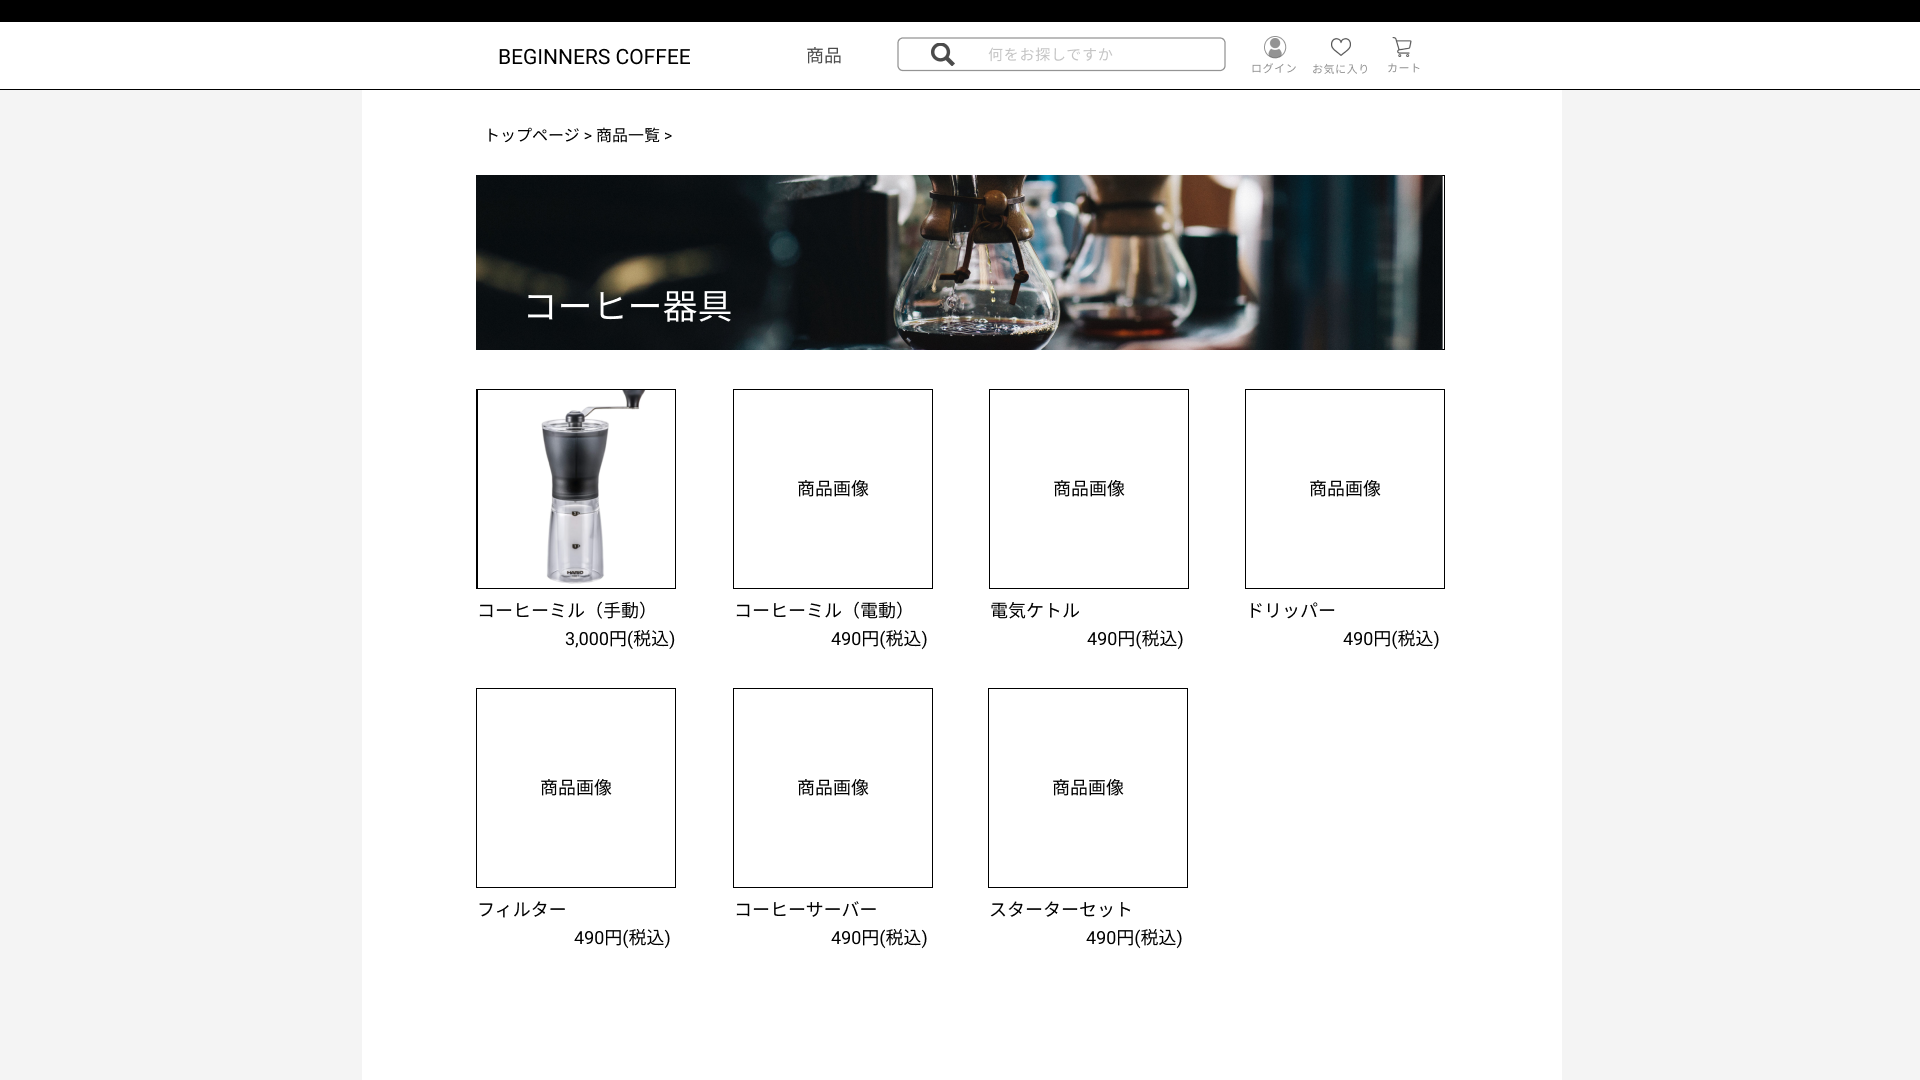 BEGINNERS COFFEE
商品
何をお探しですか
ログイン
お気に入り
カート
トップページ > 商品一覧 >
コーヒー器具
商品画像
商品画像
商品画像
HARIO
コーヒーミル（手動）
コーヒーミル（電動）
電気ケトル
ドリッパー
3,000円(税込)
490円(税込)
490円(税込)
490円(税込)
商品画像
商品画像
商品画像
フィルター
コーヒーサーバー
スターターセット
490円(税込)
490円(税込)
490円(税込)